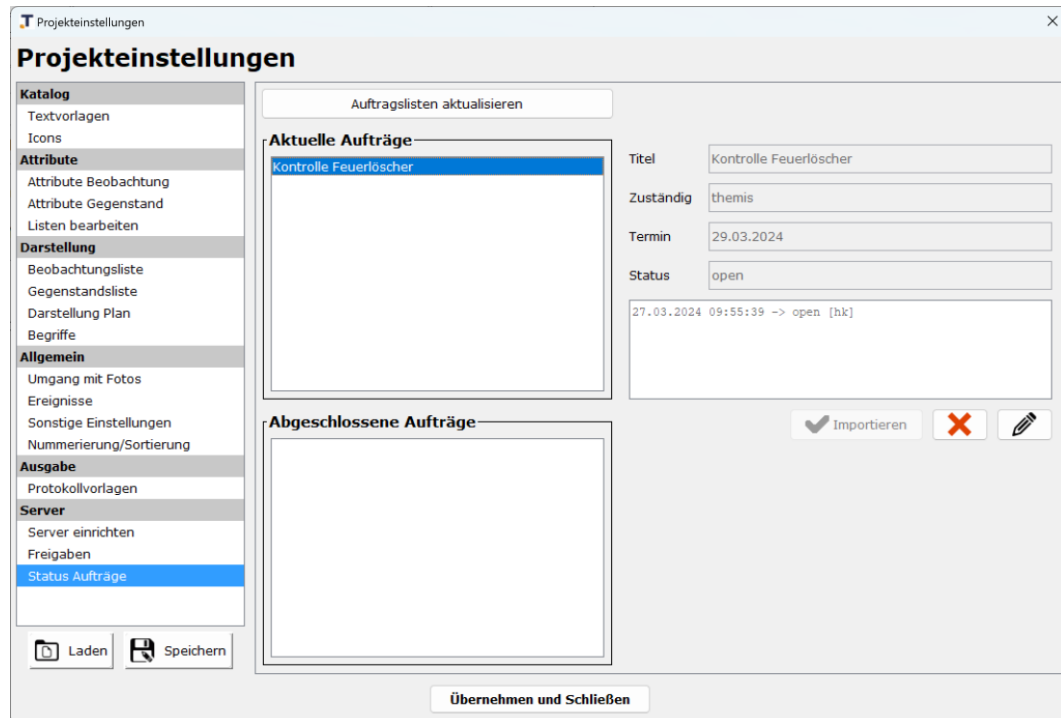 Projekteinstellungen
Projekteinstellungen
Katalog
Textvorlagen
Icons
Attribute
Attribute Beobachtung
Attribute Gegenstand
Listen bearbeiten
Darstellung
Beobachtungsliste
Gegenstandsliste
Darstellung Plan
Begriffe
Allgemein
Umgang mit Fotos
Ereignisse
Sonstige Einstellungen
Nummerierung/Sortierung
Ausgabe
Protokollvorlagen
Server
Server einrichten
Freigaben
Status Aufträge
Laden
Speichern
Auftragslisten aktualisieren
Aktuelle Aufträge
Kontrolle Feuerlöscher
Abgeschlossene Aufträge
Titel Kontrolle Feuerlöscher
Zuständig themis
Termin 29.03.2024
Status open
27.03.2024 09:55:39 -> open [hk]
Importieren
Übernehmen und Schließen